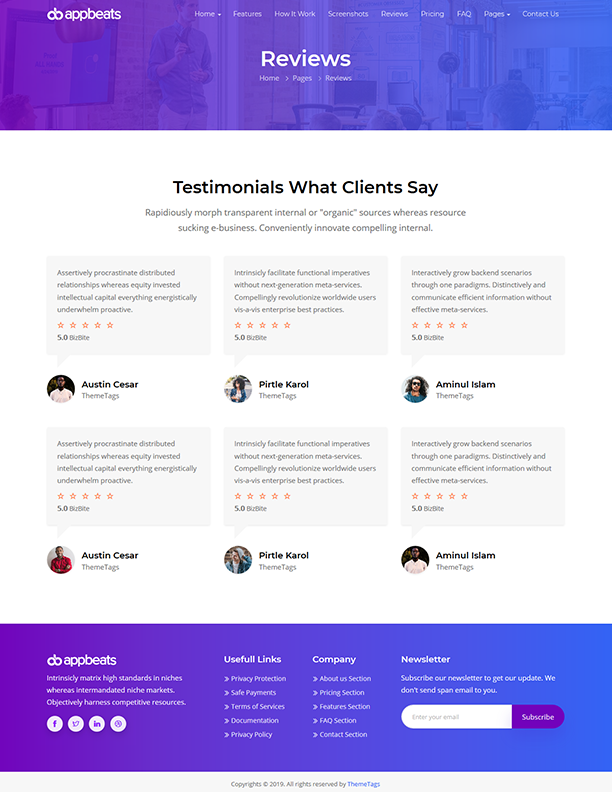 appbeats
Home Features How It Work Screenshots Reviews Pricing FAQ Pages Contact Us
Reviews
Home Pages Reviews
Testimonials What Clients Say
Rapidiously morph transparent internal or "organic" sources whereas resource
sucking e-business. Conveniently innovate compelling internal.
Assertively procrastinate distributed
relationships whereas equity invested
intellectual capital everything energistically
underwhelm proactive.
5.0 BizBite
Austin Cesar
ThemeTags
Intrinsicly facilitate functional imperatives
without next-generation meta-services.
Compellingly revolutionize worldwide users
vis-a-vis enterprise best practices.
5.0 BizBite
Pirtle Karol
ThemeTags
Interactively grow backend scenarios
through one paradigms. Distinctively and
communicate efficient information without
effective meta-services.
5.0 BizBite
Aminul Islam
ThemeTags
Assertively procrastinate distributed
relationships whereas equity invested
intellectual capital everything energistically
underwhelm proactive.
5.0 BizBite
Austin Cesar
ThemeTags
Intrinsicly facilitate functional imperatives
without next-generation meta-services.
Compellingly revolutionize worldwide users
vis-a-vis enterprise best practices.
5.0 BizBite
Pirtle Karol
ThemeTags
Interactively grow backend scenarios
through one paradigms. Distinctively and
communicate efficient information without
effective meta-services.
5.0 BizBite
Aminul Islam
ThemeTags
appbeats
Intrinsicly matrix high standards in niches
whereas intermandated niche markets.
Objectively harness competitive resources.
Usefull Links
Privacy Protection
Safe Payments
Terms of Services
Documentation
Privacy Policy
Company
About us Section
Pricing Section
Features Section
FAQ Section
Contact Section
Newsletter
Subscribe our newsletter to get our update. We
don't send span email to you.
Enter your email
Subscribe
Copyrights © 2019. All rights reserved by ThemeTags